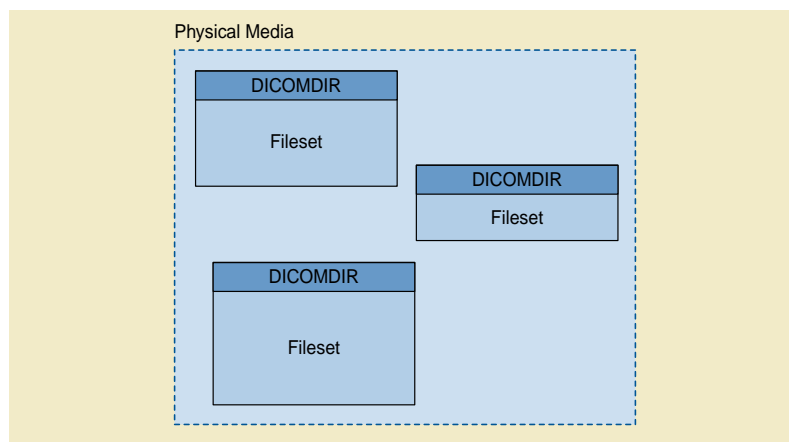 Physical Media
DICOMDIR
Fileset
DICOMDIR
Fileset
DICOMDIR
Fileset